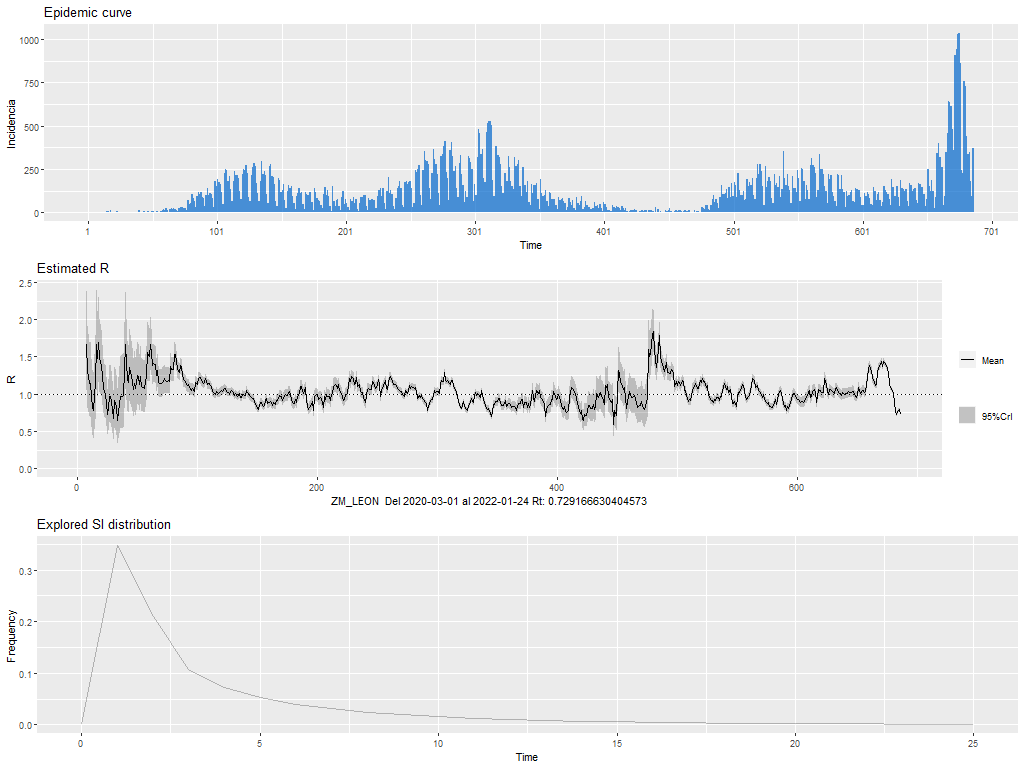 Epidemic curve
Incidencia
1000
750
500
250
0
1 101 201 301 401 501 601 701
Time
Estimated R
R
2.5
2.0
1.5
1.0
0.5
0.0
0 200 400 600
ZM_LEON Del 2020-03-01 al 2022-01-24 Rt: 0.729166630404573
Mean
95%CrI
Explored SI distribution
Frequency
0.3
0.2
0.1
0.0
0 5 10 15 20 25
Time